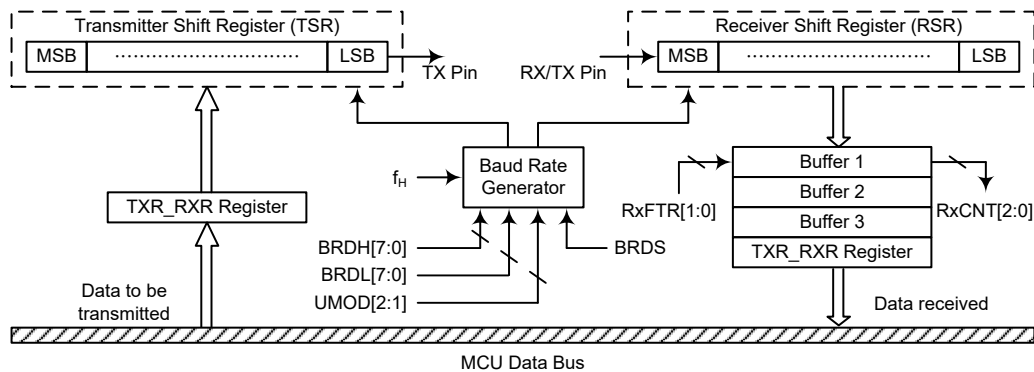 Transmitter Shift Register (TSR)
MSB
LSB
TX Pin
Receiver Shift Register (RSR)
RX/TX Pin
MSB
LSB
TXR_RXR Register
Data to be
transmitted
fH
Baud Rate
Generator
BRDH[7:0]
BRDL[7:0]
UMOD[2:1]
BRDS
RxFTR[1:0]
Buffer 1
Buffer 2
Buffer 3
TXR_RXR Register
RxCNT[2:0]
Data received
MCU Data Bus